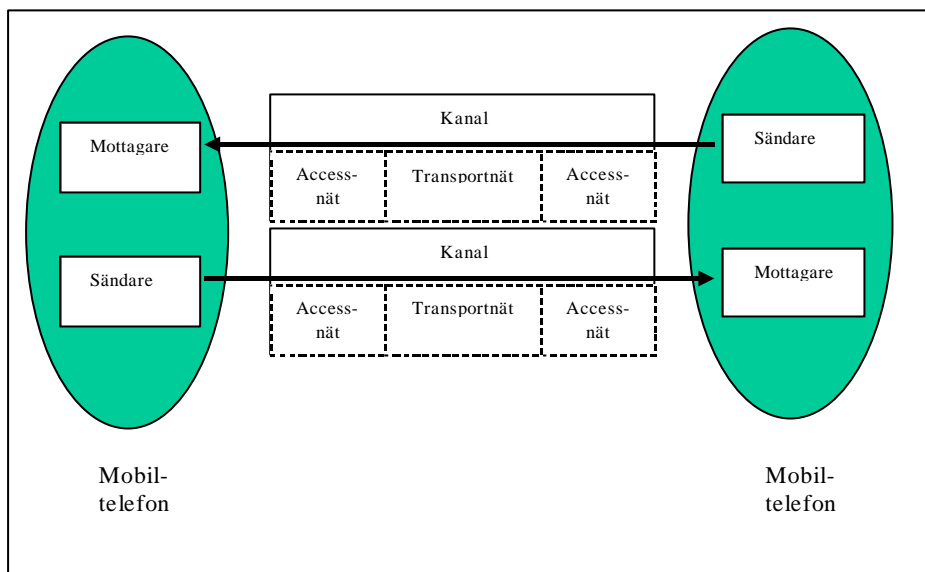 Kanal
Mottagare
Sändare
Access-
nät
Transportnät
Access-
nät
Kanal
Sändare
Mottagare
Access-
nät
Transportnät
Access-
nät
Mobil-
telefon
Mobil-
telefon